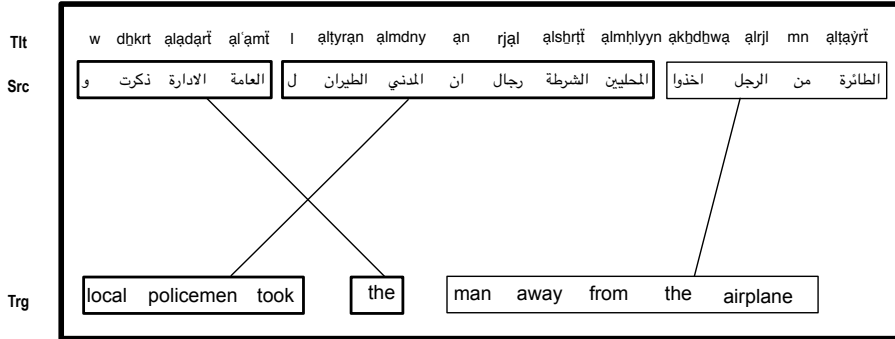 Tlt w dẖkrt ạlạdạrẗ ạlʿạmẗ l ạlṭyrạn ạlmdny ạn rjạl ạlsẖrṭẗ ạlmḥlyyn ạkẖdẖwạ ạlrjl mn ạlṭạỷrẗ
Src و ذكرت الادارة العامة ل الطيران المدني ان رجال الشرطة المحليين اخذوا الرجل من الطائرة
Trg local policemen took the man away from the airplane